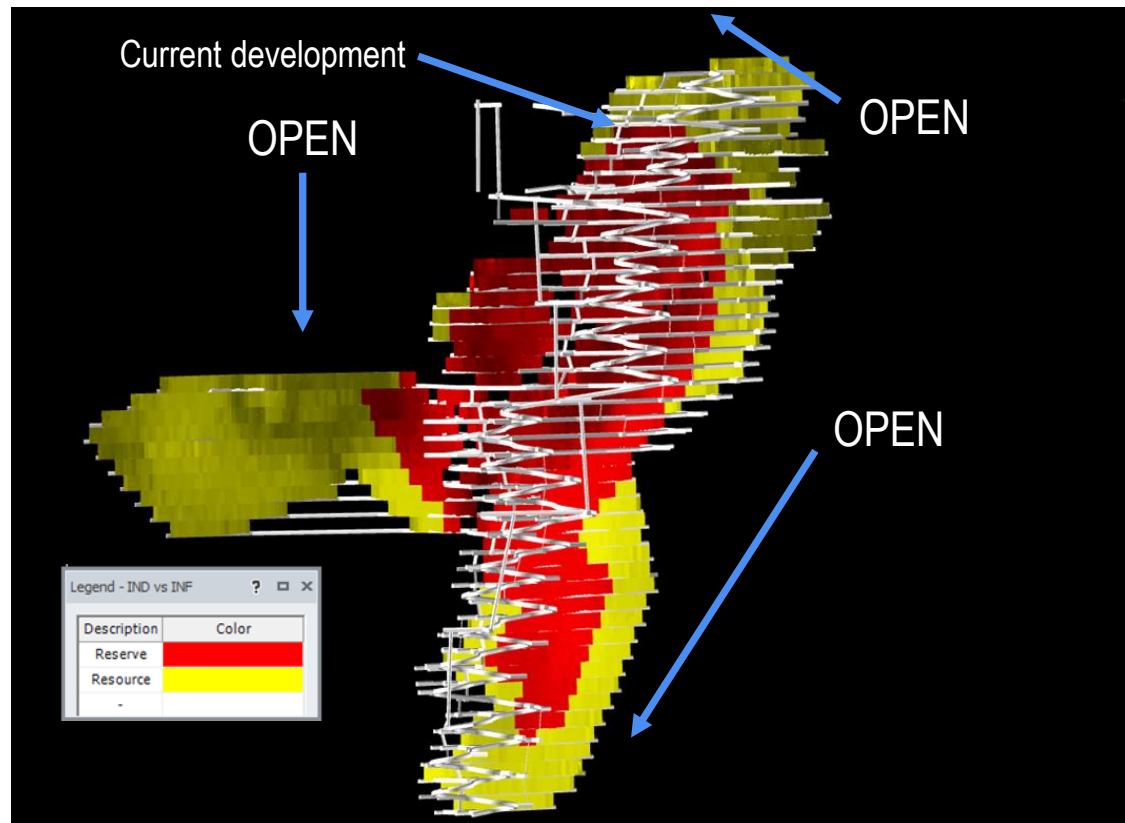 Current development
OPEN
OPEN
OPEN
Legend - IND vs INF ?
Description Color
Reserve
Resource
-